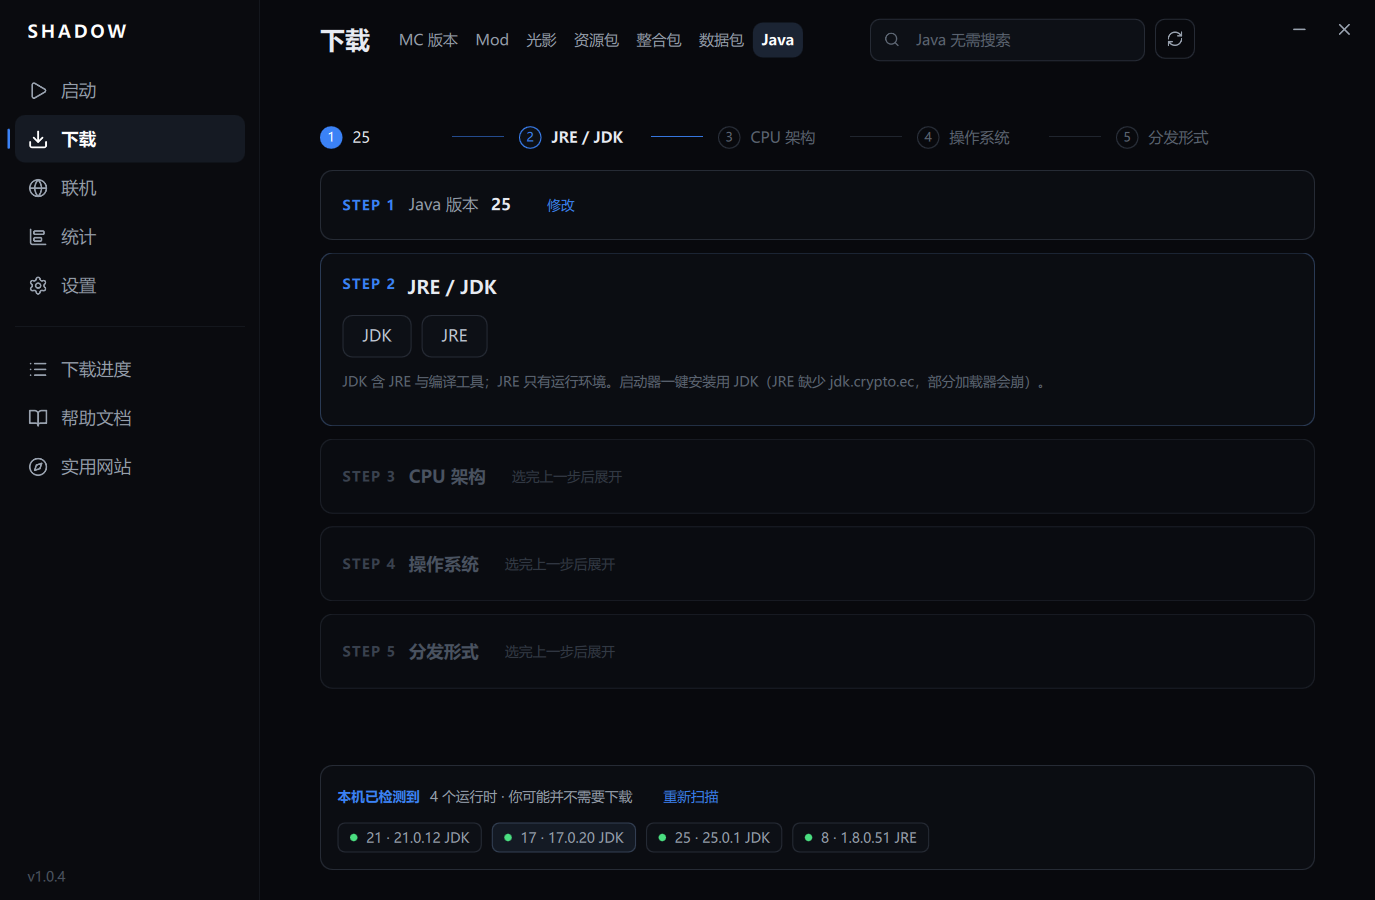 SHADOW
启动
下载
联机
统计
设置
下载进度
帮助文档
实用网站
v1.0.4
下载 MC 版本 Mod 光影 资源包 整合包 数据包 Java
Java 无需搜索
1 25 2 JRE / JDK 3 CPU 架构 4 操作系统 5 分发形式
STEP 1 Java 版本 25 修改
STEP 2 JRE / JDK
JDK JRE
JDK 含 JRE 与编译工具；JRE 只有运行环境。启动器一键安装用 JDK（JRE 缺少 jdk.crypto.ec，部分加载器会崩）。
STEP 3 CPU 架构 选完上一步后展开
STEP 4 操作系统 选完上一步后展开
STEP 5 分发形式 选完上一步后展开
本机已检测到 4 个运行时 · 你可能并不需要下载 重新扫描
21 · 21.0.12 JDK 17 · 17.0.20 JDK 25 · 25.0.1 JDK 8 · 1.8.0.51 JRE